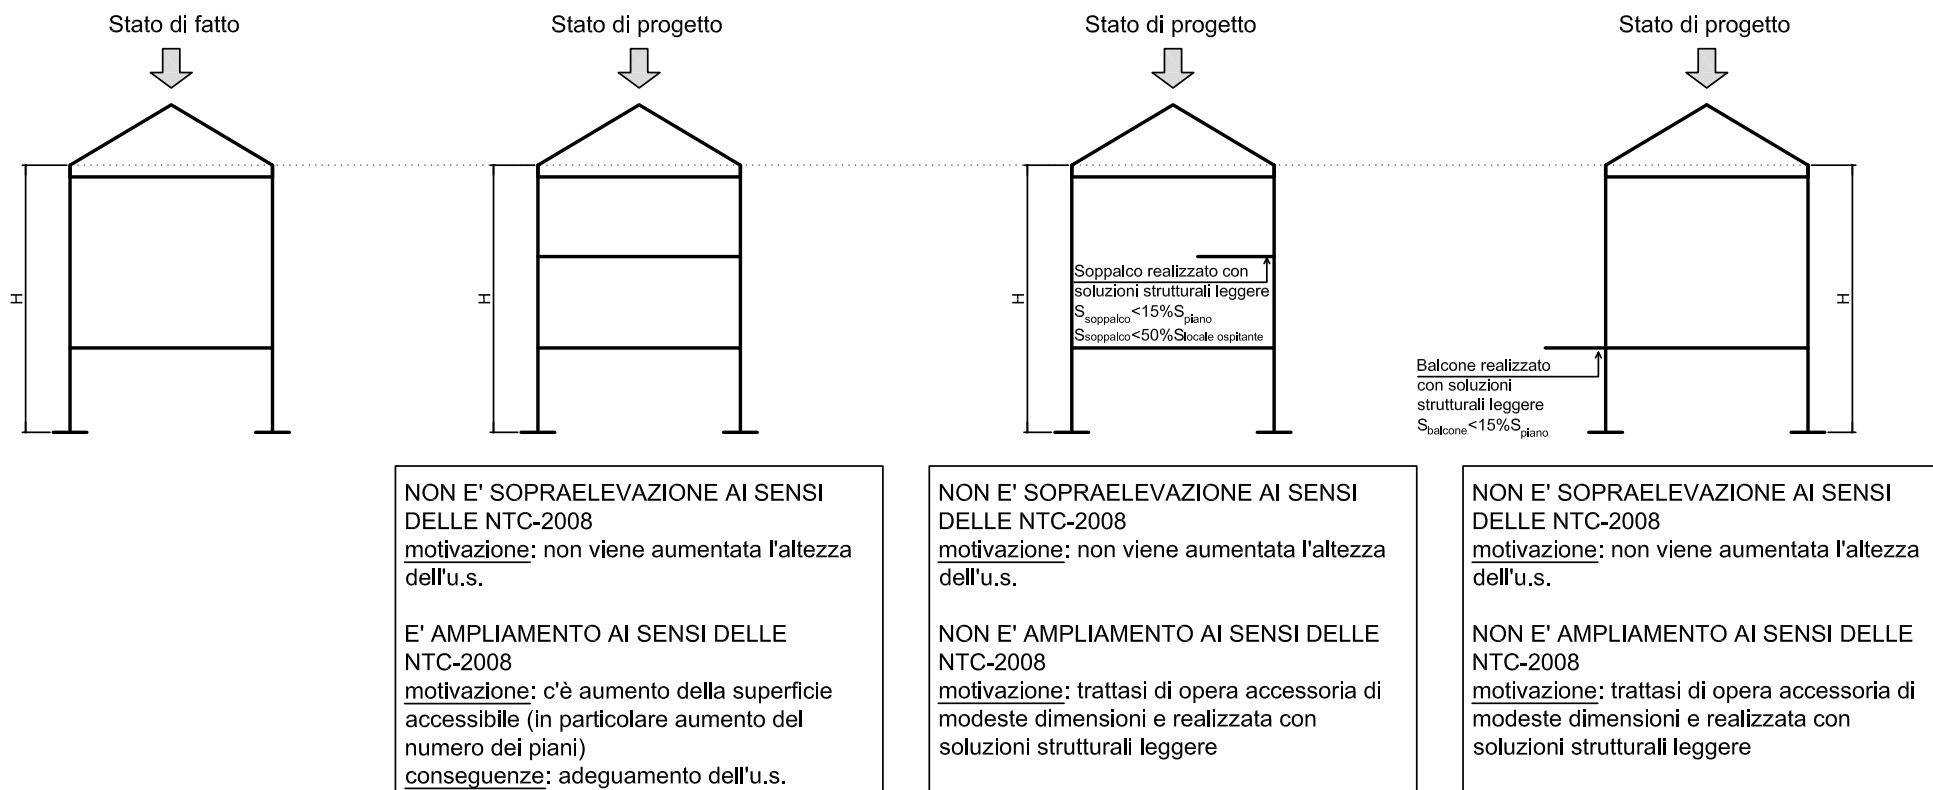 Stato di fatto
Stato di progetto
Stato di progetto
Stato di progetto
H
H
H
H
Soppalco realizzato con
soluzioni strutturali leggere
Ssoppalco<15%Spiano
Ssoppalco<50%Slocale ospitante
Balcone realizzato
con soluzioni
strutturali leggere
Sbalcone<15%Spiano
NON E' SOPRAELEVAZIONE AI SENSI
DELLE NTC-2008
motivazione: non viene aumentata l'altezza
dell'u.s.
E' AMPLIAMENTO AI SENSI DELLE
NTC-2008
motivazione: c'è aumento della superficie
accessibile (in particolare aumento del
numero dei piani)
conseguenze: adeguamento dell'u.s.
NON E' SOPRAELEVAZIONE AI SENSI
DELLE NTC-2008
motivazione: non viene aumentata l'altezza
dell'u.s.
NON E' AMPLIAMENTO AI SENSI DELLE
NTC-2008
motivazione: trattasi di opera accessoria di
modeste dimensioni e realizzata con
soluzioni strutturali leggere
NON E' SOPRAELEVAZIONE AI SENSI
DELLE NTC-2008
motivazione: non viene aumentata l'altezza
dell'u.s.
NON E' AMPLIAMENTO AI SENSI DELLE
NTC-2008
motivazione: trattasi di opera accessoria di
modeste dimensioni e realizzata con
soluzioni strutturali leggere